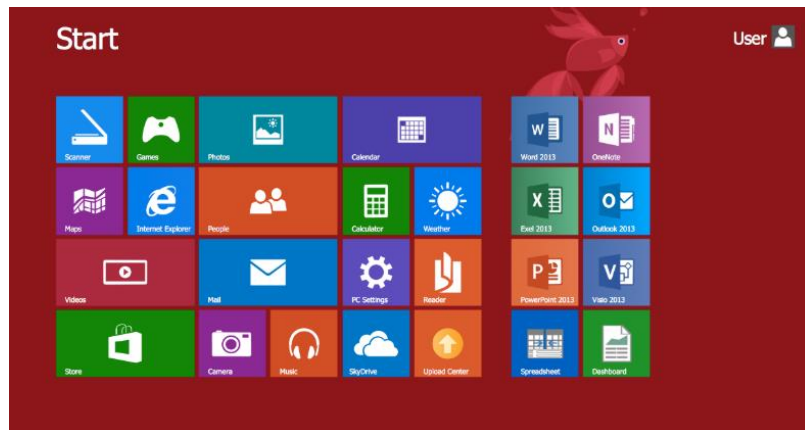 Start
User
Scanner
Games
Photos
Calendar
Word 2013
OneNote
Maps
Internet Explorer
People
Calculator
Weather
Exel 2013
Outlook 2013
Videos
Mail
PC Settings
Reader
PowerPoint 2013
Visio 2013
Store
Camera
Music
SkyDrive
Upload Center
Spreadsheet
Dashboard